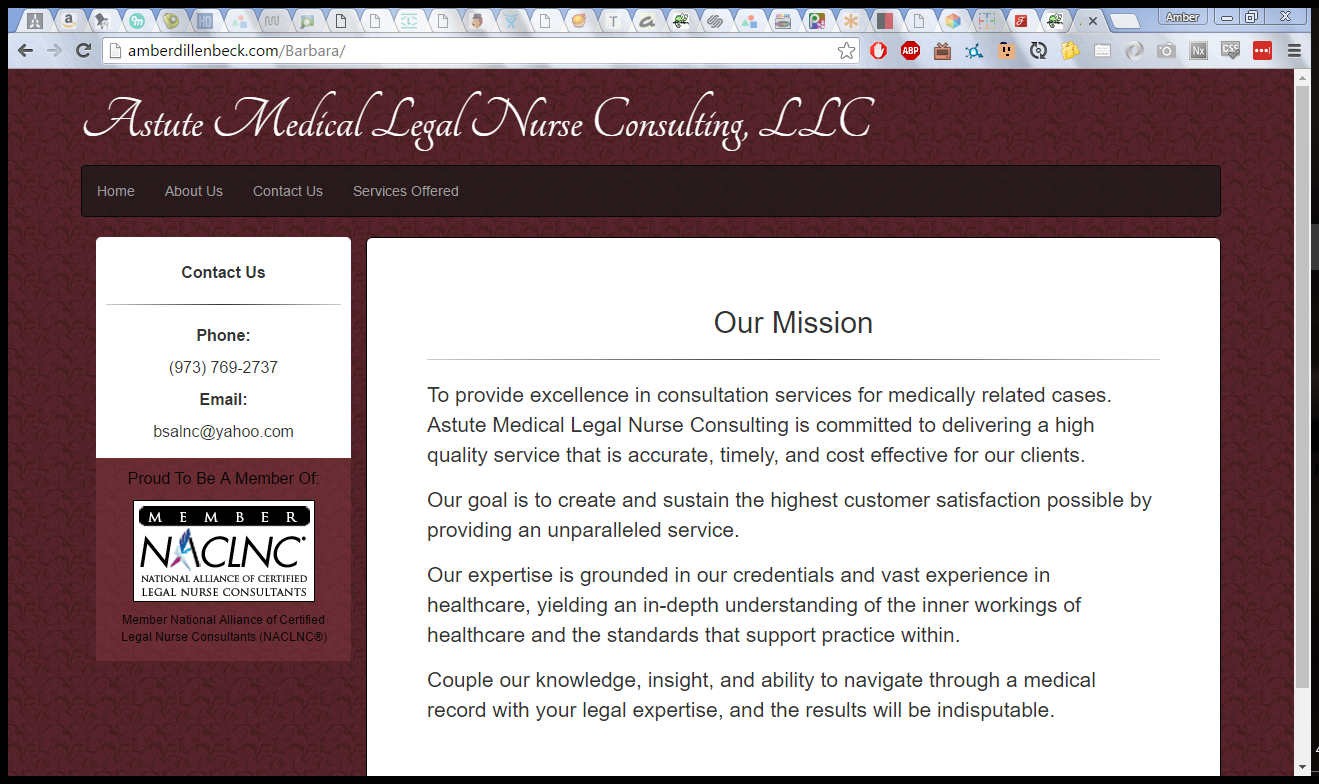 Amber
amberdillenbeck.com/Barbara/
ABP
Nx
CSC
Astute Medical Legal Nurse Consulting, LLC
Home About Us Contact Us Services Offered
Contact Us
Phone:
(973) 769-2737
Email:
bsalnc@yahoo.com
Proud To Be A Member Of:
MEMBER
NACLNC
NATIONAL ALLIANCE OF CERTIFIED
LEGAL NURSE CONSULTANTS
Member National Alliance of Certified
Legal Nurse Consultants (NACLNC®)
Our Mission
To provide excellence in consultation services for medically related cases.
Astute Medical Legal Nurse Consulting is committed to delivering a high
quality service that is accurate, timely, and cost effective for our clients.
Our goal is to create and sustain the highest customer satisfaction possible by
providing an unparalleled service.
Our expertise is grounded in our credentials and vast experience in
healthcare, yielding an in-depth understanding of the inner workings of
healthcare and the standards that support practice within.
Couple our knowledge, insight, and ability to navigate through a medical
record with your legal expertise, and the results will be indisputable.